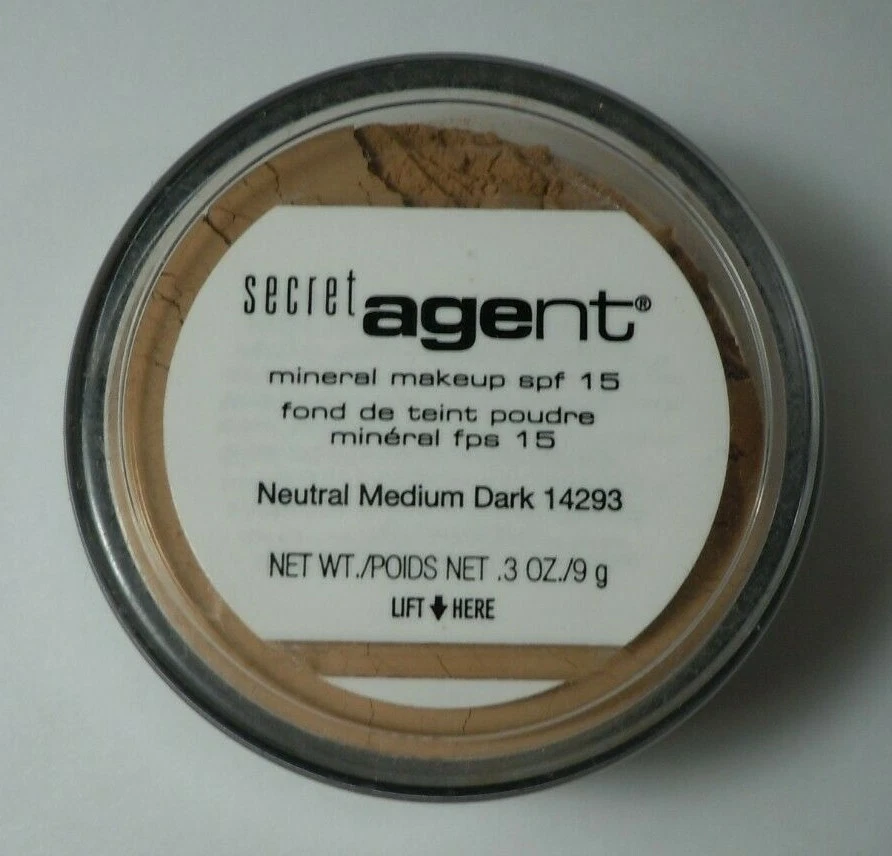 secret agent®
mineral makeup spf 15
fond de teint poudre
minéral fps 15
Neutral Medium Dark 14293
NET WT./POIDS NET .3 OZ./9 g
LIFT HERE